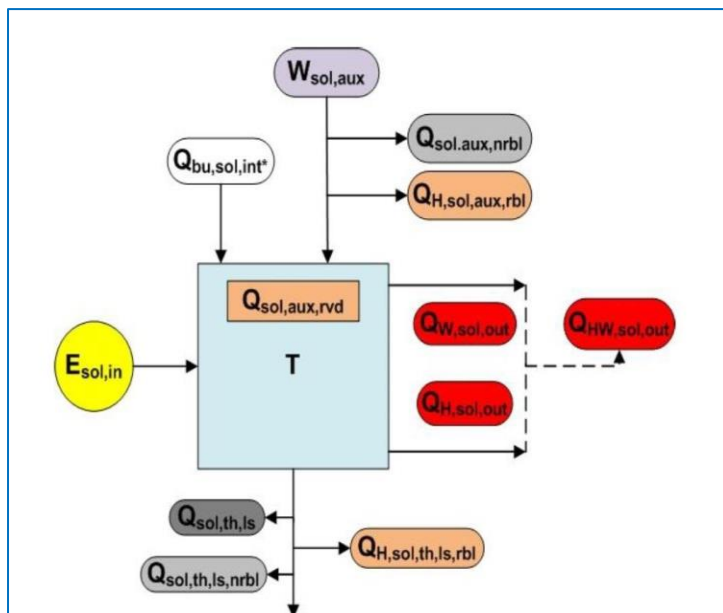 Wsol,aux
Qsol.aux,nrbl
Qbu,sol,int*
QH,sol,aux,rbl
Qsol,aux,rvd
QW,sol,out
QHW,sol,out
Esol,in
T
QH,sol,out
Qsol,th,ls
QH,sol,th,ls,rbl
Qsol,th,ls,nrbl